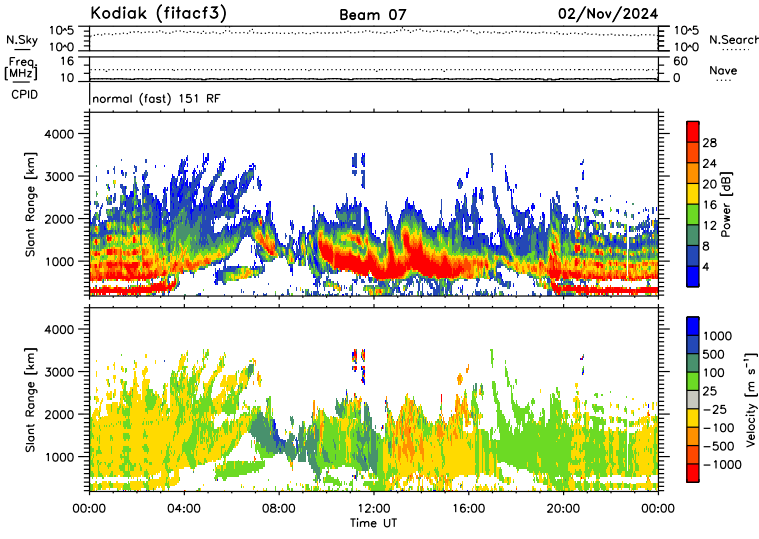 Kodiak (fitacf3) Beam 07 02/Nov/2024
N.Sky 10^5 10^0 10^5 10^0 N.Search
Freq. [MHz] 16 10 60 0 Nave
CPID normal (fast) 151 RF
Slant Range [km] 4000 3000 2000 1000
28 24 20 16 12 8 4 Power [dB]
Slant Range [km] 4000 3000 2000 1000
1000 500 100 25 -25 -100 -500 -1000 Velocity [m s^-1]
00:00 04:00 08:00 12:00 16:00 20:00 00:00
Time UT